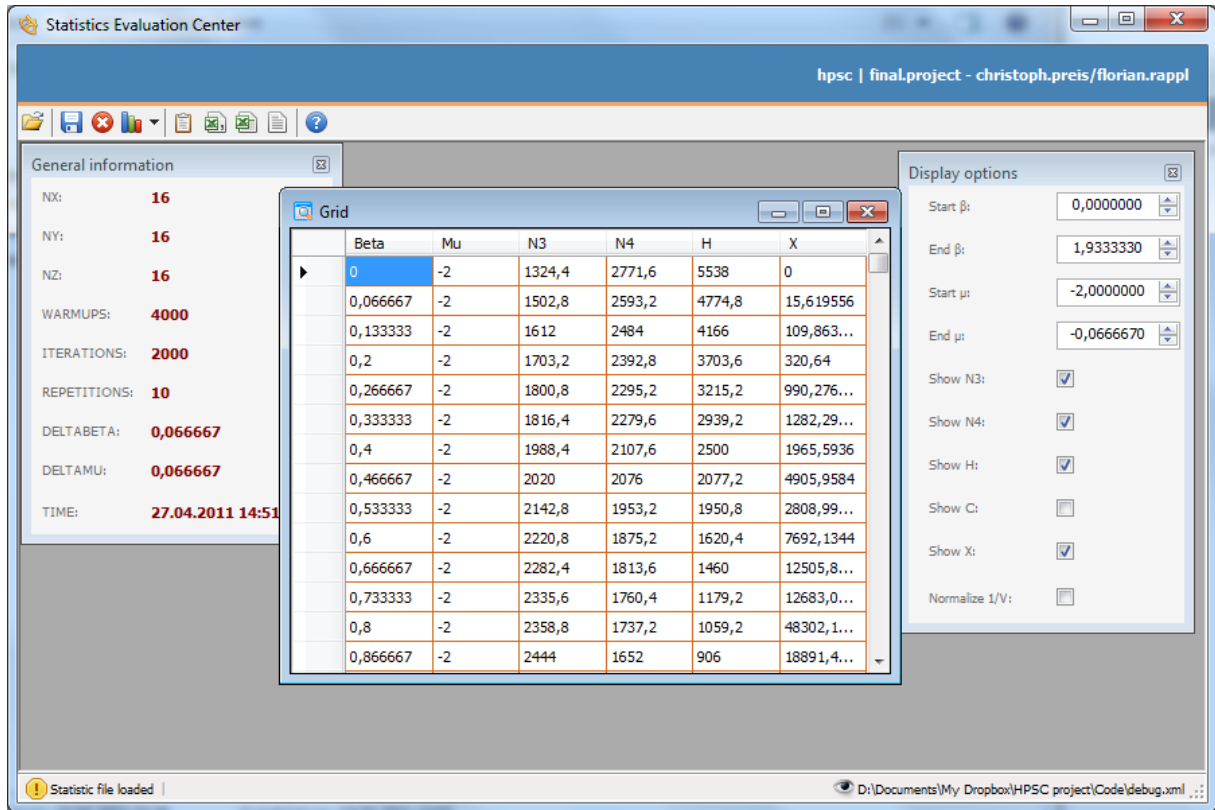 Statistics Evaluation Center
hpsc | final.project - christoph.preis/florian.rappl
General information
NX: 16
NY: 16
NZ: 16
WARMUPS: 4000
ITERATIONS: 2000
REPETITIONS: 10
DELTABETA: 0,066667
DELTAMU: 0,066667
TIME: 27.04.2011 14:51
Grid
Beta Mu N3 N4 H X
0 -2 1324,4 2771,6 5538 0
0,066667 -2 1502,8 2593,2 4774,8 15,619556
0,133333 -2 1612 2484 4166 109,863...
0,2 -2 1703,2 2392,8 3703,6 320,64
0,266667 -2 1800,8 2295,2 3215,2 990,276...
0,333333 -2 1816,4 2279,6 2939,2 1282,29...
0,4 -2 1988,4 2107,6 2500 1965,5936
0,466667 -2 2020 2076 2077,2 4905,9584
0,533333 -2 2142,8 1953,2 1950,8 2808,99...
0,6 -2 2220,8 1875,2 1620,4 7692,1344
0,666667 -2 2282,4 1813,6 1460 12505,8...
0,733333 -2 2335,6 1760,4 1179,2 12683,0...
0,8 -2 2358,8 1737,2 1059,2 48302,1...
0,866667 -2 2444 1652 906 18891,4...
Display options
Start β: 0,0000000
End β: 1,9333330
Start μ: -2,0000000
End μ: -0,0666670
Show N3:
Show N4:
Show H:
Show C:
Show X:
Normalize 1/V:
Statistic file loaded
D:\Documents\My Dropbox\HPSC project\Code\debug.xml